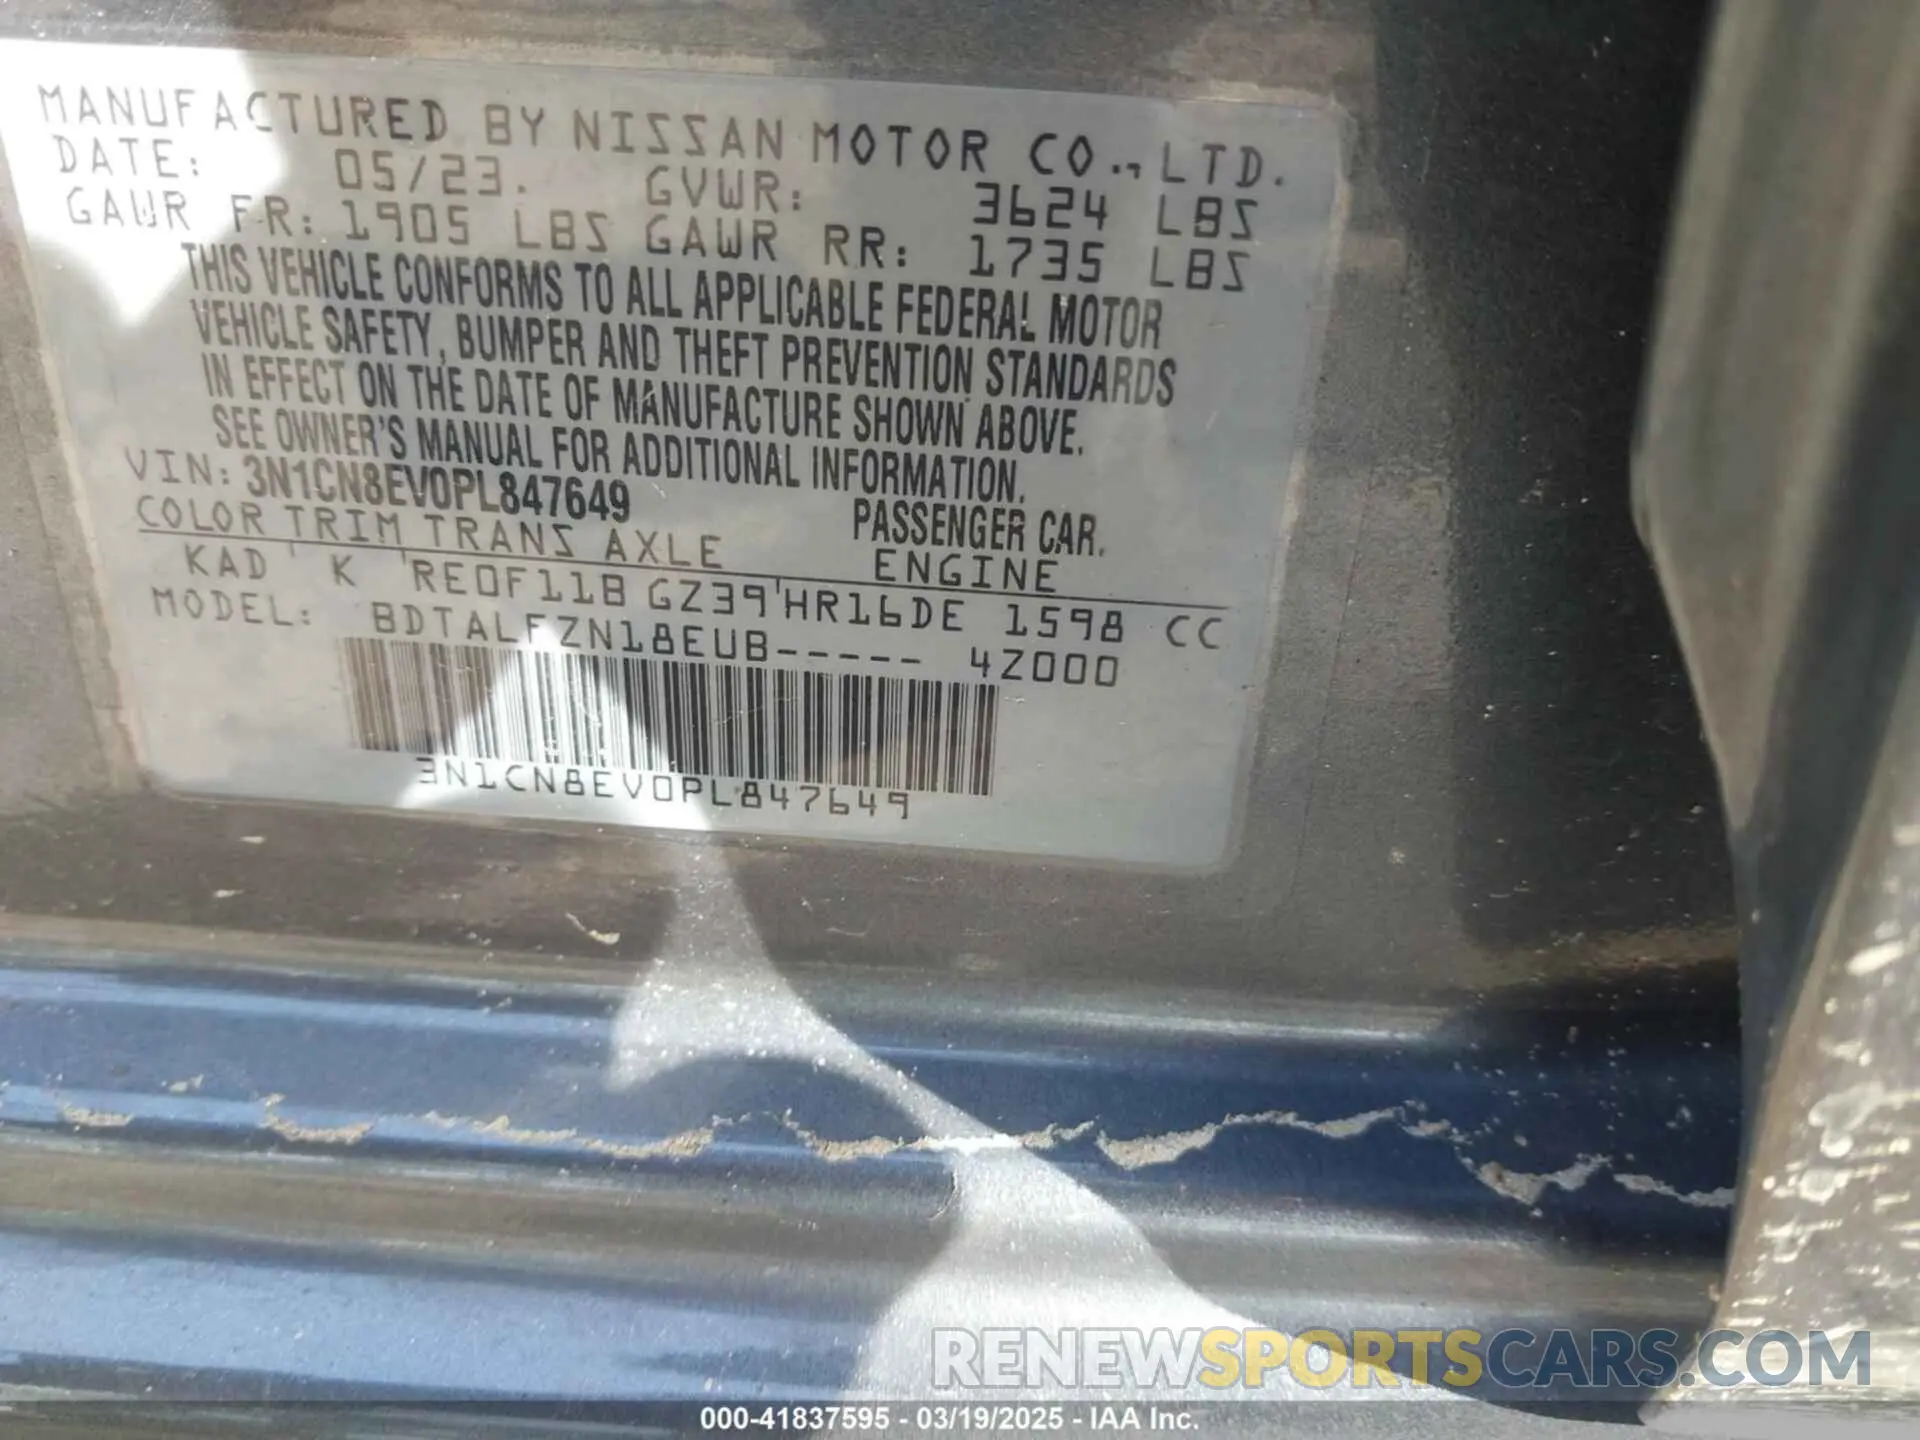 MANUFACTURED BY NISSAN MOTOR CO., LTD.
DATE: 05/23. GVWR: 3624 LBS
GAWR FR: 1905 LBS GAWR RR: 1735 LBS
THIS VEHICLE CONFORMS TO ALL APPLICABLE FEDERAL MOTOR
VEHICLE SAFETY, BUMPER AND THEFT PREVENTION STANDARDS
IN EFFECT ON THE DATE OF MANUFACTURE SHOWN ABOVE.
SEE OWNER'S MANUAL FOR ADDITIONAL INFORMATION.
VIN: 3N1CN8EV0PL847649 PASSENGER CAR.
COLOR TRIM TRANS AXLE ENGINE
KAD ' K 'RE0F11B GZ39'HR16DE 1598 CC
MODEL: BDTALFZN18EUB----- 4Z000
3N1CN8EV0PL847649
RENEWSPORTSCARS.COM
000-41837595 - 03/19/2025 - IAA Inc.